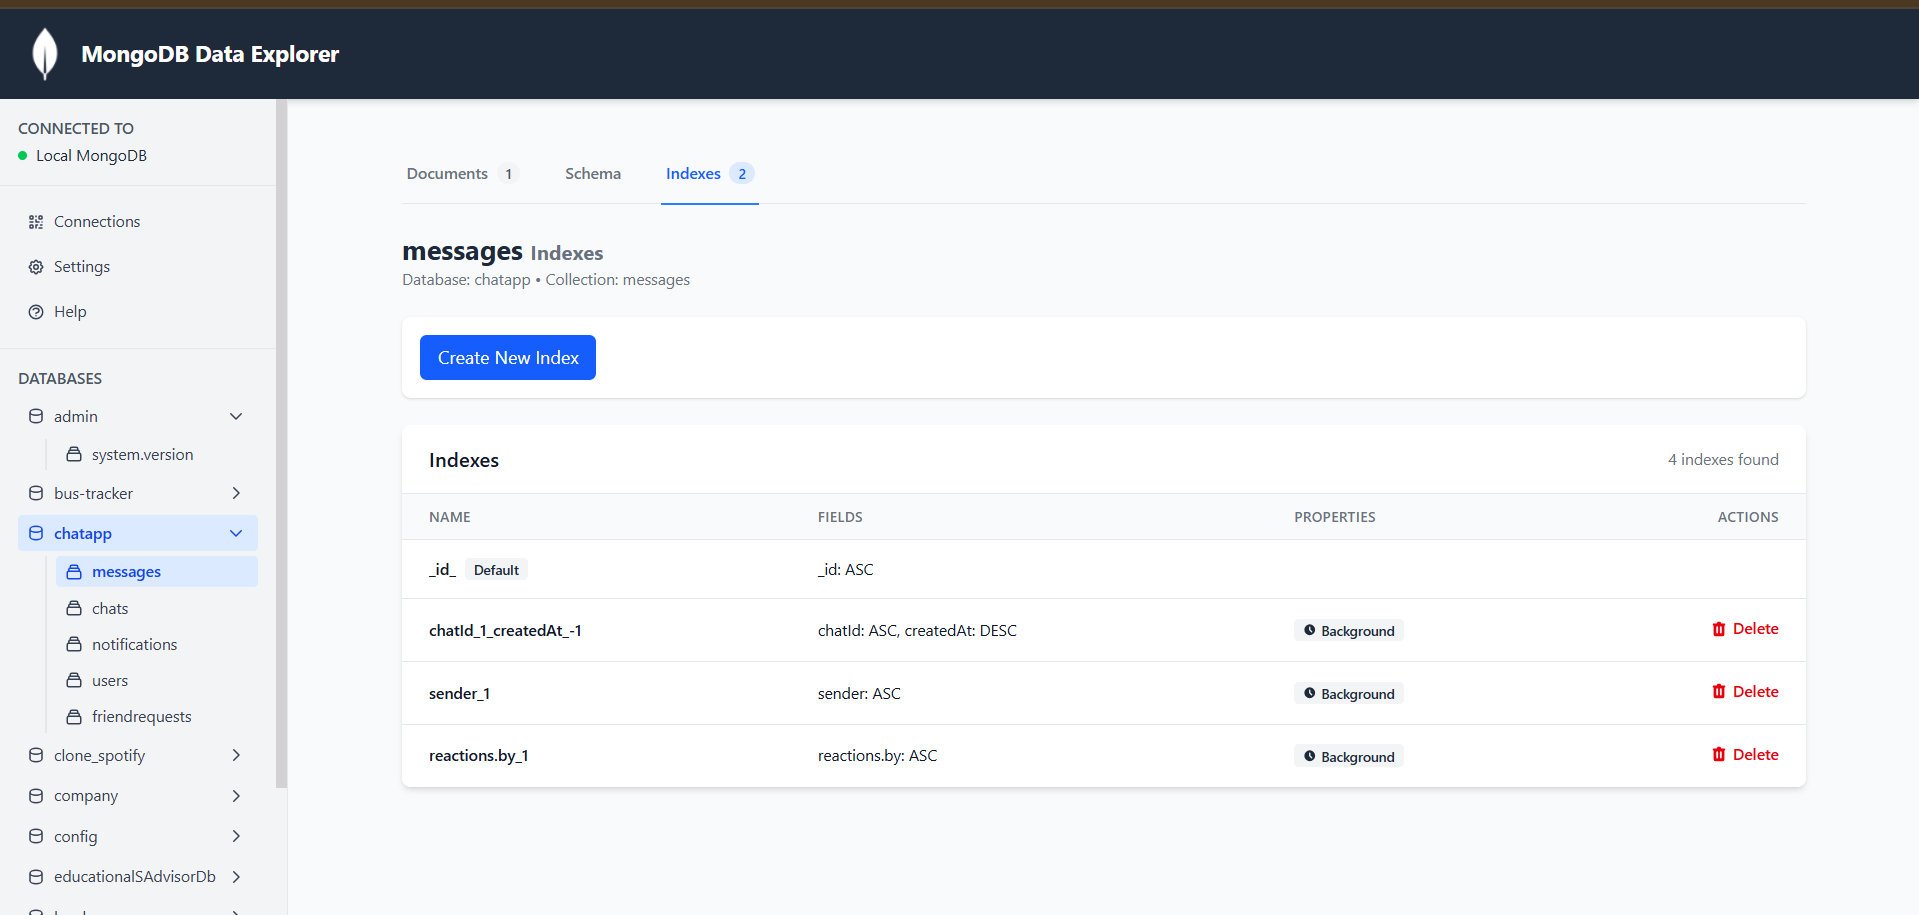 MongoDB Data Explorer
CONNECTED TO
Local MongoDB
Connections
Settings
Help
DATABASES
admin
system.version
bus-tracker
chatapp
messages
chats
notifications
users
friendrequests
clone_spotify
company
config
educationalSAdvisorDb
Documents 1 Schema Indexes 2
messages Indexes
Database: chatapp • Collection: messages
Create New Index
Indexes 4 indexes found
NAME FIELDS PROPERTIES ACTIONS
_id_ Default _id: ASC
chatId_1_createdAt_-1 chatId: ASC, createdAt: DESC Background Delete
sender_1 sender: ASC Background Delete
reactions.by_1 reactions.by: ASC Background Delete